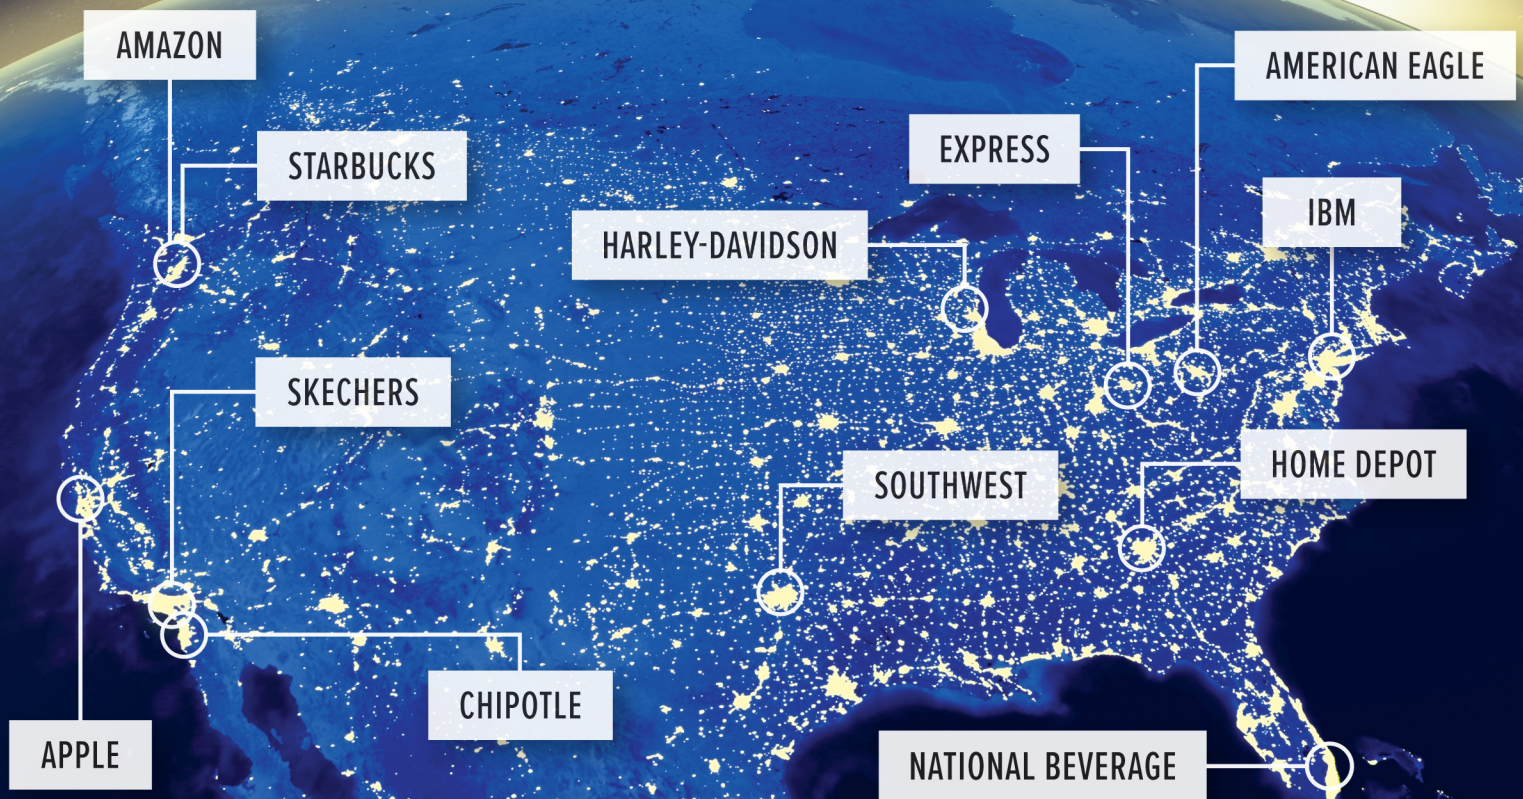 AMAZON
AMERICAN EAGLE
STARBUCKS
EXPRESS
IBM
HARLEY-DAVIDSON
SKECHERS
HOME DEPOT
SOUTHWEST
CHIPOTLE
APPLE
NATIONAL BEVERAGE